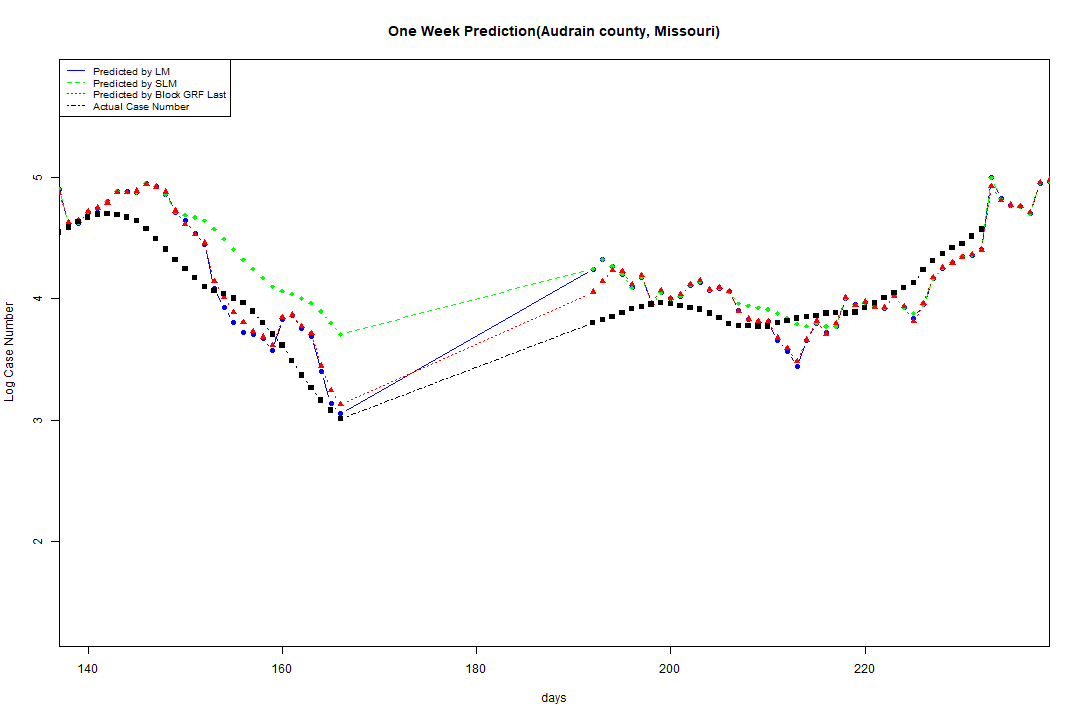 One Week Prediction(Audrain county, Missouri)
Predicted by LM
Predicted by SLM
Predicted by Block GRF Last
Actual Case Number
5
4
3
2
Log Case Number
140 160 180 200 220
days